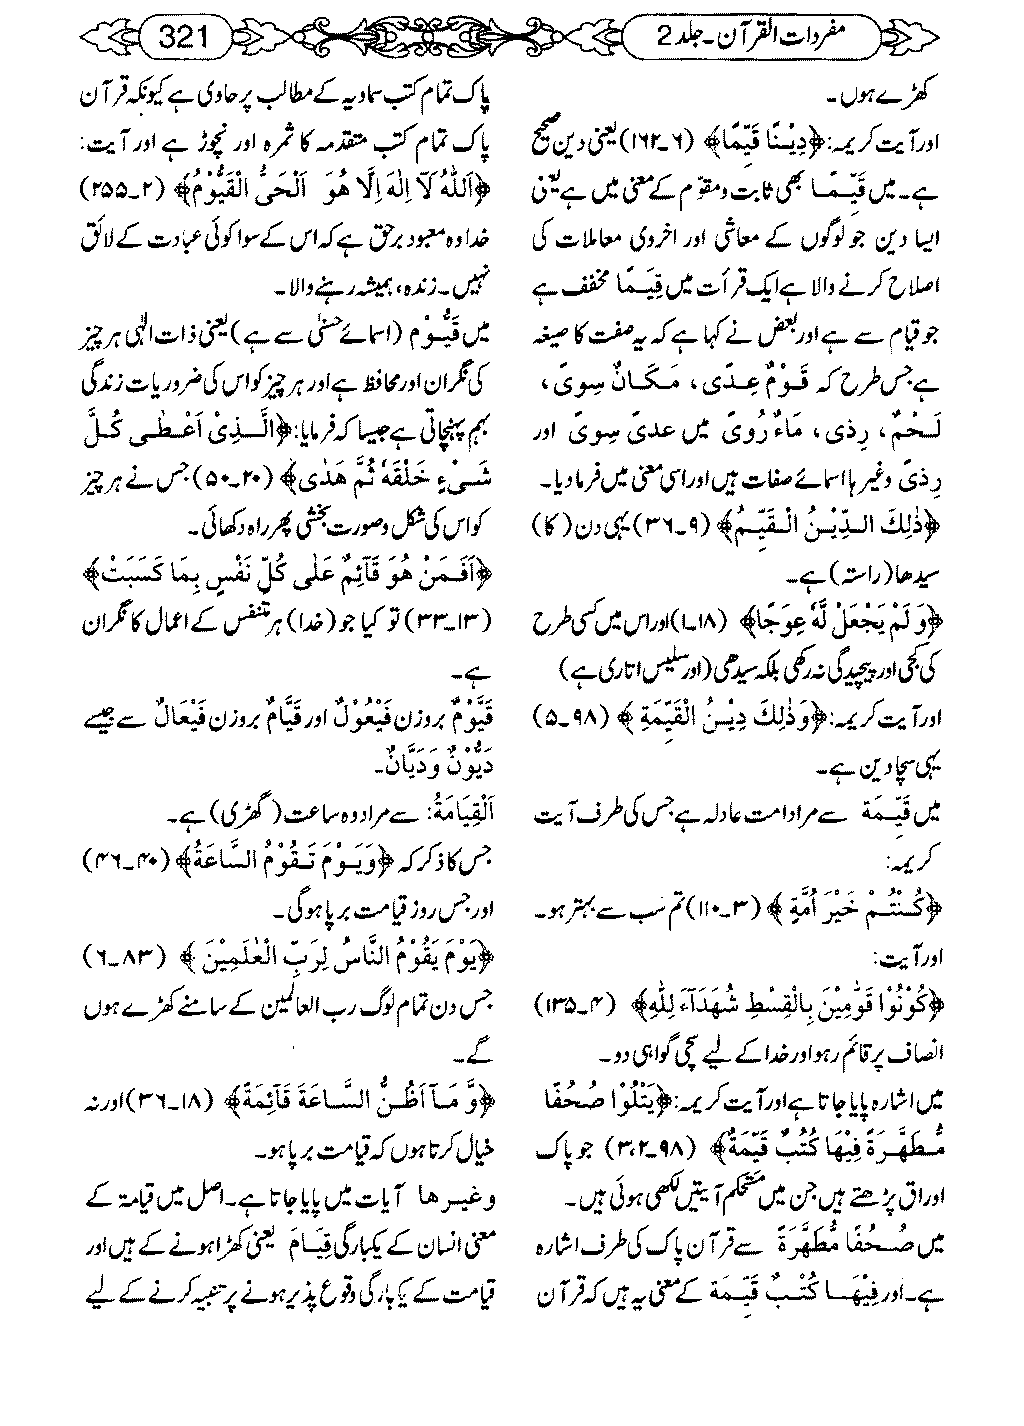 مفردات القرآن۔ جلد 2
321
کھڑے ہوں۔
اور آیت کریمہ: ﴿دِيْنًا قَيِّمًا﴾ (۶۔۱۶۲) یعنی دین صحیح
ہے۔ میں قَيِّمًا بھی ثابت ومقوم کے معنی میں ہے یعنی
ایسا دین جو لوگوں کے معاشی اور اخروی معاملات کی
اصلاح کرنے والا ہے ایک قرآت میں قِيَمًا مخفف ہے
جو قیام سے ہے اور بعض نے کہا ہے کہ یہ صفت کا صیغہ
ہے جس طرح کہ قَوْمٌ عِدًى، مَكَانٌ سِوىً،
لَحْمٌ، رِذًى، مَاءٌ رُوىً میں عدىً سِوىً اور
رِذًى وغیرہا اسمائے صفات ہیں اور اسی معنی میں فرمادیا۔
﴿ذٰلِكَ الدِّيْنُ الْقَيِّمُ﴾ (۹۔۳۶) یہی دن (کا)
سیدھا (راستہ) ہے۔
﴿وَلَمْ يَجْعَلْ لَّهٗ عِوَجًا﴾ (۱۸۔۱) اور اس میں کسی طرح
کی کجی اور پیچیدگی نہ رکھی بلکہ سیدھی (اور سلیس اتاری ہے)
اور آیت کریمہ: ﴿وَذٰلِكَ دِيْنُ الْقَيِّمَةِ﴾ (۹۸۔۵)
یہی سچا دین ہے۔
میں قَيِّمَة سے مراد امت عادلہ ہے جس کی طرف آیت
کریمہ:
﴿كُنْتُمْ خَيْرَ اُمَّةٍ﴾ (۳۔۱۱۰) تم سب سے بہتر ہو۔
اور آیت:
﴿كُوْنُوْا قَوّٰمِيْنَ بِالْقِسْطِ شُهَدَآءَ لِلّٰهِ﴾ (۴۔۱۳۵)
انصاف پر قائم رہو اور خدا کے لیے سچی گواہی دو۔
میں اشارہ پایا جاتا ہے اور آیت کریمہ: ﴿يَتْلُوْا صُحُفًا
مُّطَهَّرَةً فِيْهَا كُتُبٌ قَيِّمَةٌ﴾ (۹۸۔۳،۲) جو پاک
اوراق پڑھتے ہیں جن میں مستحکم آیتیں لکھی ہوئی ہیں۔
میں صُحُفًا مُّطَهَّرَةً سے قرآن پاک کی طرف اشارہ
ہے۔ اور فِيْهَا كُتُبٌ قَيِّمَة کے معنی یہ ہیں کہ قرآن
پاک تمام کتب سماویہ کے مطالب پر حاوی ہے کیونکہ قرآن
پاک تمام کتب متقدمہ کا ثمرہ اور نچوڑ ہے اور آیت:
﴿اَللّٰهُ لَآ اِلٰهَ اِلَّا هُوَ اَلْحَيُّ الْقَيُّوْمُ﴾ (۲۔۲۵۵)
خدا وہ معبود برحق ہے کہ اس کے سوا کوئی عبادت کے لائق
نہیں۔ زندہ، ہمیشہ رہنے والا۔
میں قَيُّوْم (اسمائے حسنیٰ سے ہے) یعنی ذات الٰہی ہر چیز
کی نگران اور محافظ ہے اور ہر چیز کو اس کی ضروریات زندگی
بہم پہنچاتی ہے جیسا کہ فرمایا: ﴿اَلَّذِيْ اَعْطٰى كُلَّ
شَيْءٍ خَلْقَهٗ ثُمَّ هَدٰى﴾ (۲۰۔۵۰) جس نے ہر چیز
کو اس کی شکل و صورت بخشی پھر راہ دکھائی۔
﴿اَفَمَنْ هُوَ قَآئِمٌ عَلٰى كُلِّ نَفْسٍ بِمَا كَسَبَتْ﴾
(۱۳۔۳۳) تو کیا جو (خدا) ہر متنفس کے اعمال کا نگران
ہے۔
قَيُّوْمٌ بروزن فَيْعُوْلٌ اور قَيَّامٌ بروزن فَيْعَالٌ سے جیسے
دَيُّوْنٌ وَدَيَّانٌ۔
اَلْقِيَامَةُ: سے مراد وہ ساعت (گھڑی) ہے۔
جس کا ذکر کہ ﴿وَيَوْمَ تَقُوْمُ السَّاعَةُ﴾ (۴۰۔۴۶)
اور جس روز قیامت برپا ہوگی۔
﴿يَوْمَ يَقُوْمُ النَّاسُ لِرَبِّ الْعٰلَمِيْنَ﴾ (۸۳۔۶)
جس دن تمام لوگ رب العالمین کے سامنے کھڑے ہوں
گے۔
﴿وَّمَآ اَظُنُّ السَّاعَةَ قَآئِمَةً﴾ (۱۸۔۳۶) اور نہ
خیال کرتا ہوں کہ قیامت برپا ہو۔
وغیرہا آیات میں پایا جاتا ہے۔ اصل میں قیامۃ کے
معنی انسان کے یکبارگی قِيَام یعنی کھڑا ہونے کے ہیں اور
قیامت کے یکبارگی وقوع پذیر ہونے پر تنبیہ کرنے کے لیے